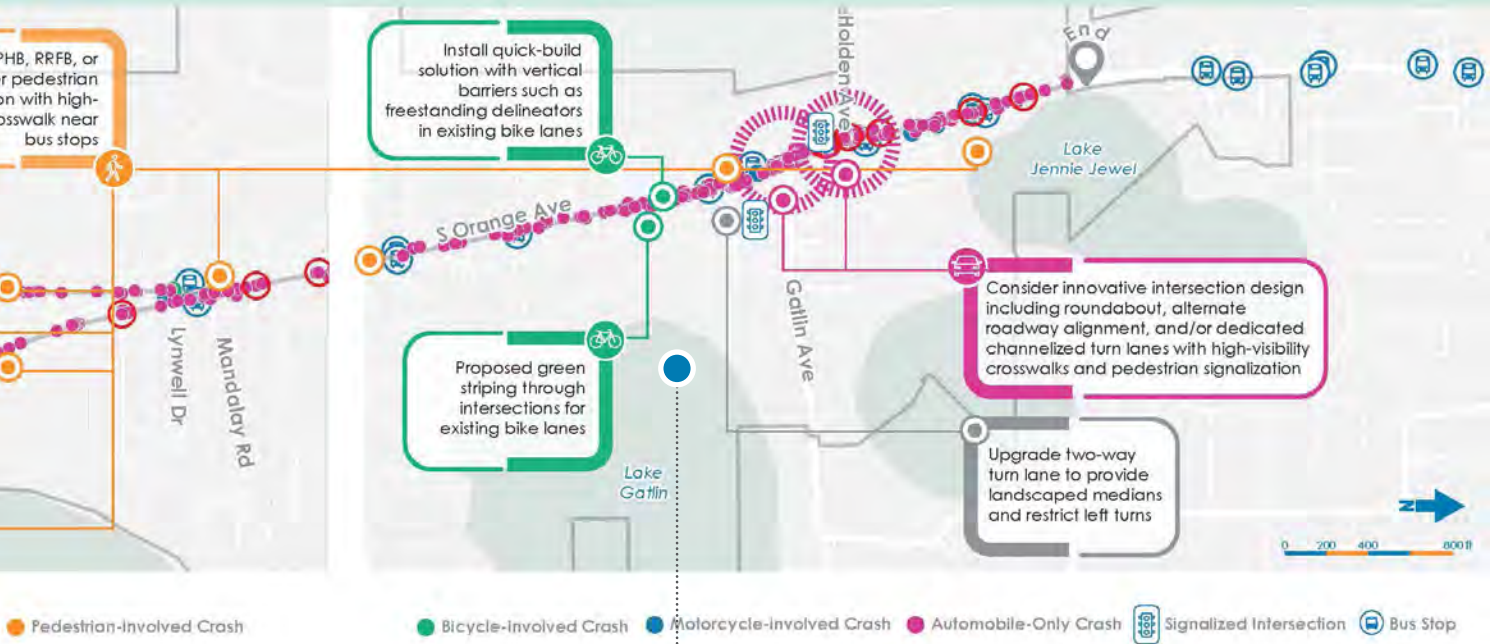 PHB, RRFB, or
pedestrian
with high-
crosswalk near
bus stops
Install quick-build
solution with vertical
barriers such as
freestanding delineators
in existing bike lanes
Holden Ave
End
Lake
Jennie Jewel
S Orange Ave
Gatlin Ave
Lynwell Dr
Mandalay Rd
Proposed green
striping through
intersections for
existing bike lanes
Consider innovative intersection design
including roundabout, alternate
roadway alignment, and/or dedicated
channelized turn lanes with high-visibility
crosswalks and pedestrian signalization
Lake
Gatlin
Upgrade two-way
turn lane to provide
landscaped medians
and restrict left turns
N
0 200 400 800 ft
Pedestrian-involved Crash Bicycle-involved Crash Motorcycle-involved Crash Automobile-Only Crash Signalized Intersection Bus Stop